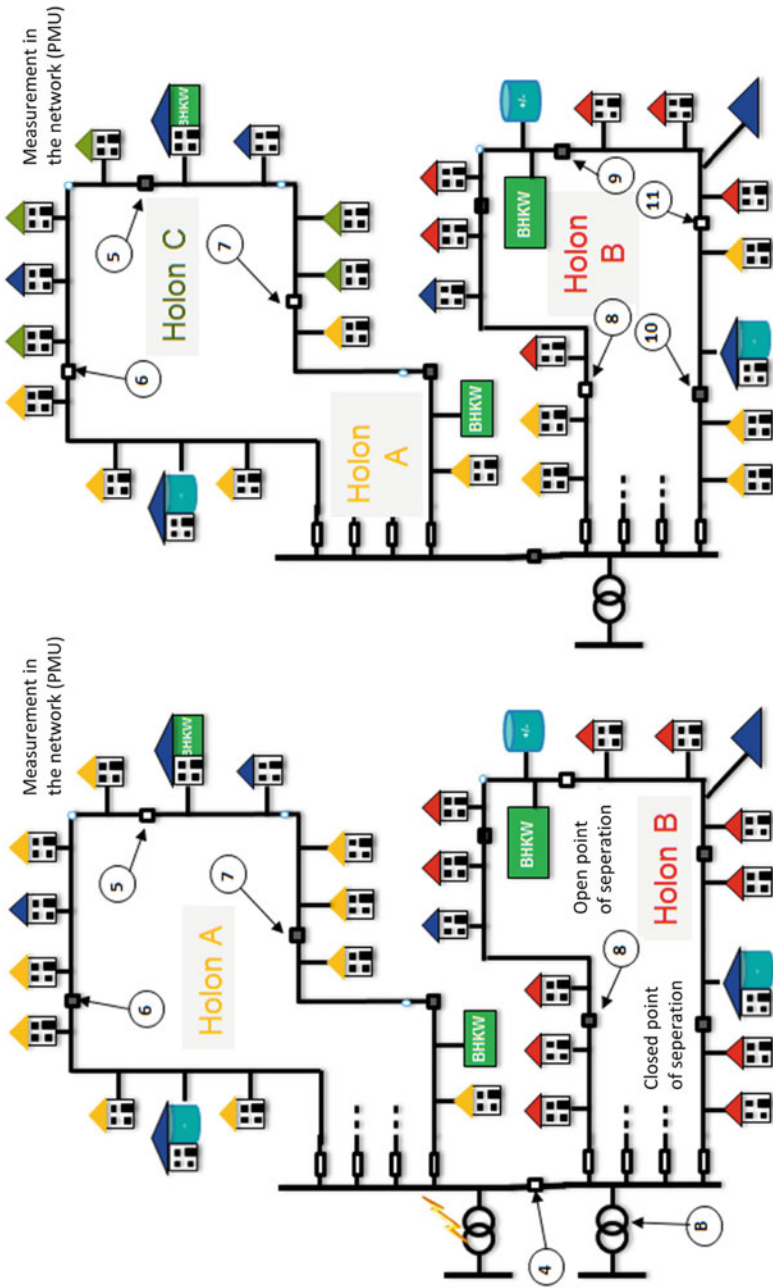 Measurement in
the network (PMU)
5
BHKW
6
Holon A
7
BHKW
4
B
8
Open point
of seperation
BHKW
+/-
Closed point
of seperation
Holon B
Measurement in
the network (PMU)
5
BHKW
6
Holon C
7
Holon
A
BHKW
8
BHKW
+/-
Holon
B
9
10
11